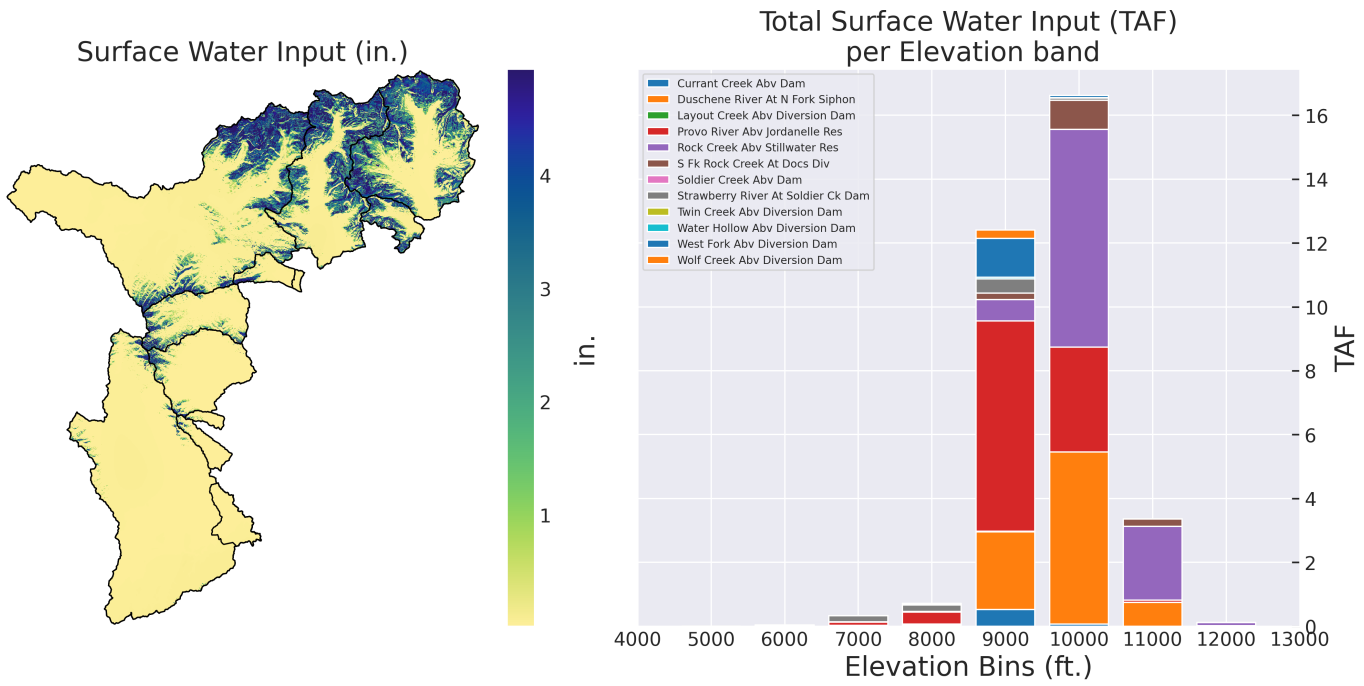 Surface Water Input (in.)
4
3
2
1
in.
Total Surface Water Input (TAF)
per Elevation band
Currant Creek Abv Dam
Duschene River At N Fork Siphon
Layout Creek Abv Diversion Dam
Provo River Abv Jordanelle Res
Rock Creek Abv Stillwater Res
S Fk Rock Creek At Docs Div
Soldier Creek Abv Dam
Strawberry River At Soldier Ck Dam
Twin Creek Abv Diversion Dam
Water Hollow Abv Diversion Dam
West Fork Abv Diversion Dam
Wolf Creek Abv Diversion Dam
16
14
12
10
8
6
4
2
0
TAF
4000 5000 6000 7000 8000 9000 10000 11000 12000 13000
Elevation Bins (ft.)